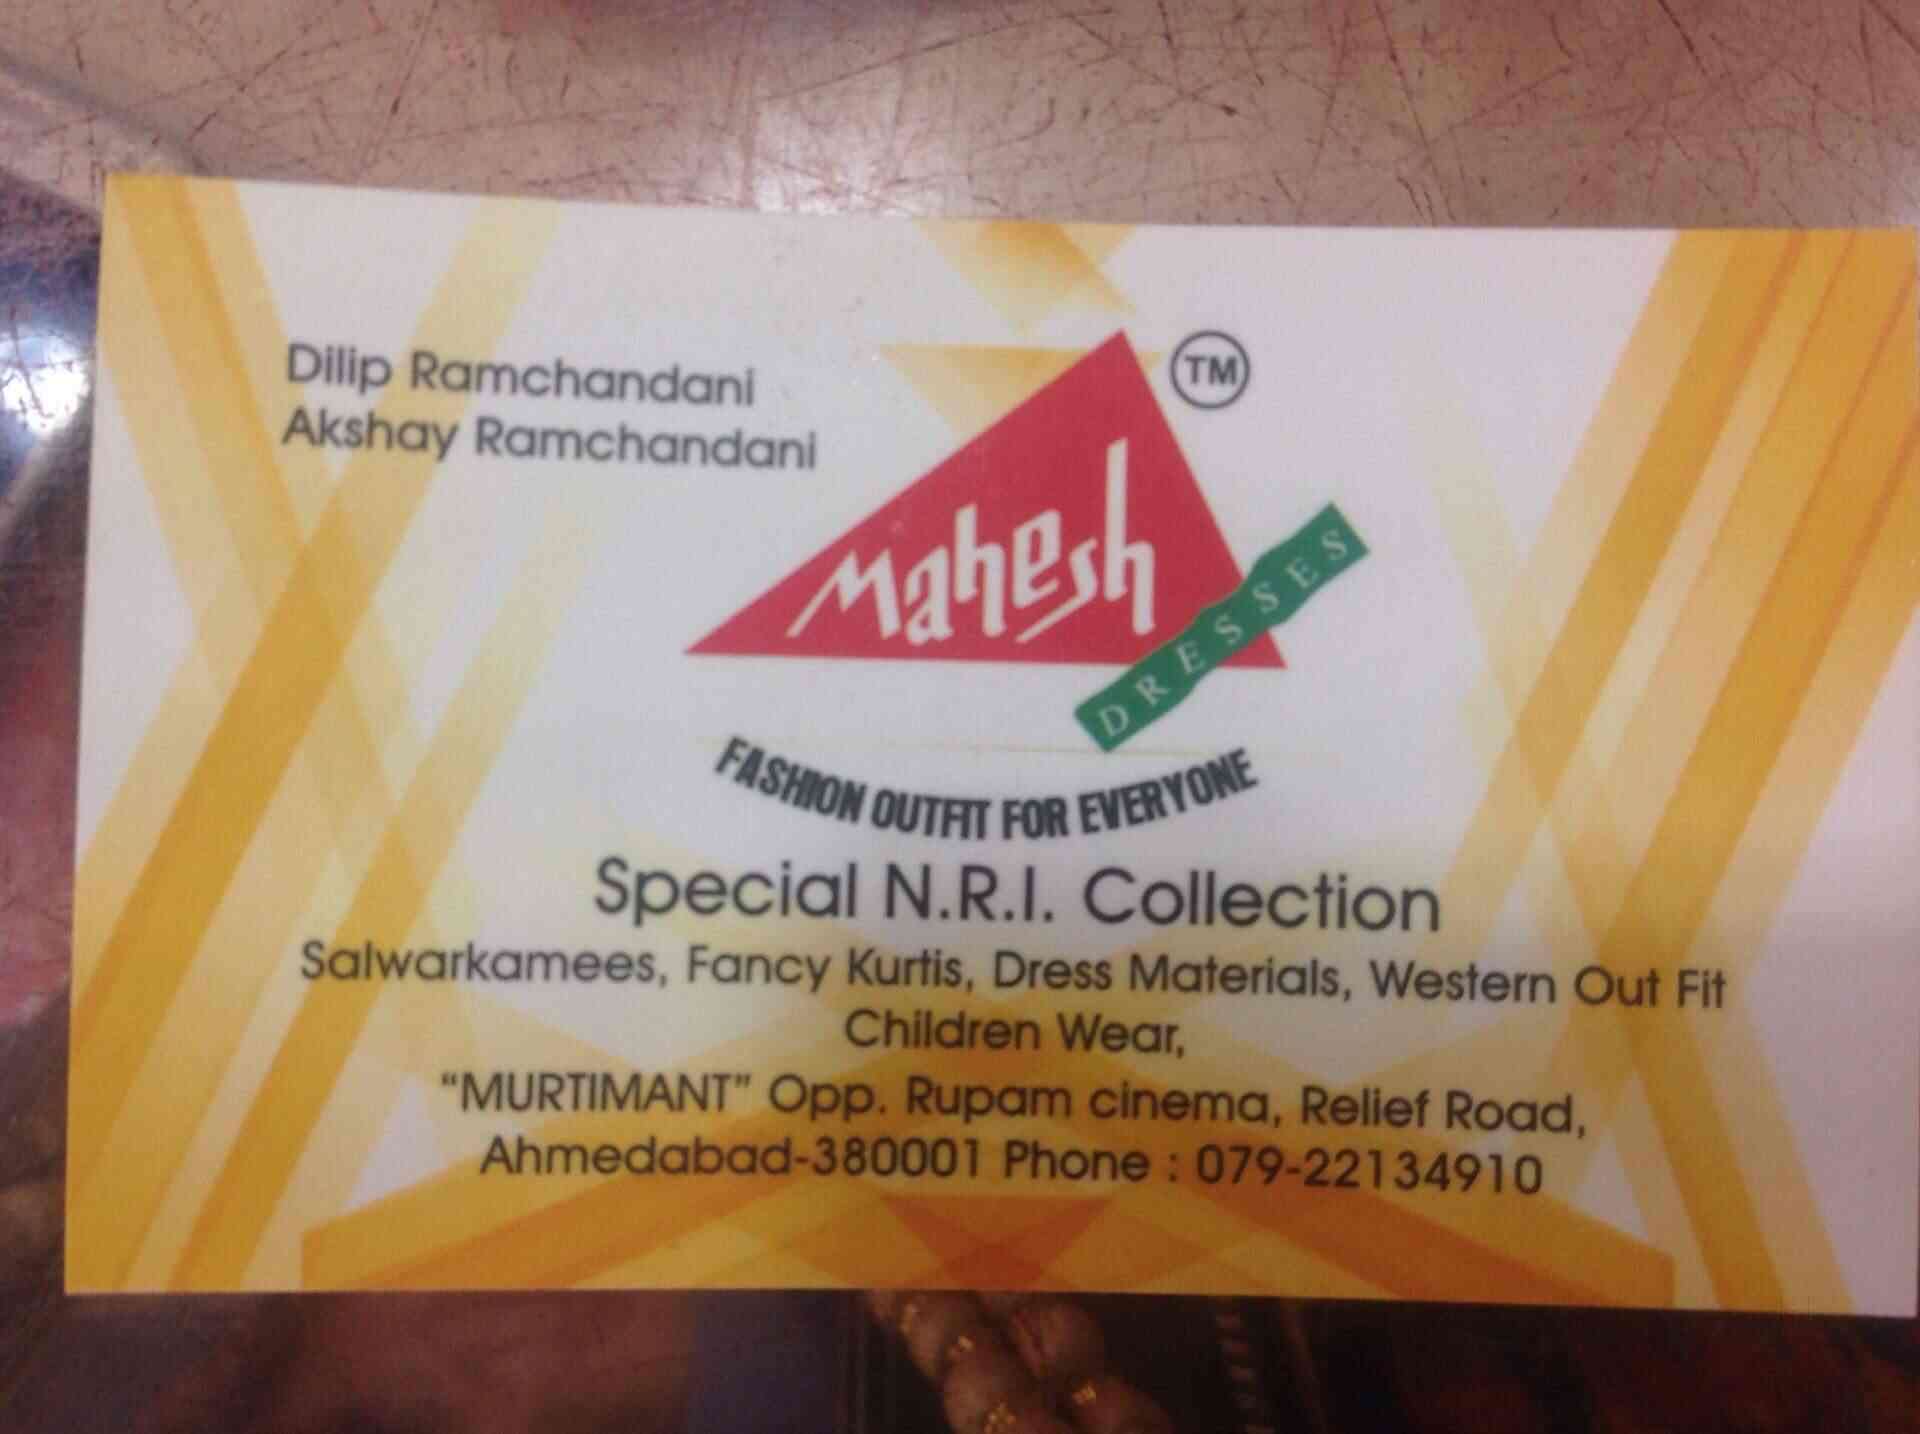 Dilip Ramchandani
Akshay Ramchandani
TM
Mahesh
DRESSES
FASHION OUTFIT FOR EVERYONE
Special N.R.I. Collection
Salwarkamees, Fancy Kurtis, Dress Materials, Western Out Fit
Children Wear,
“MURTIMANT” Opp. Rupam cinema, Relief Road,
Ahmedabad-380001 Phone : 079-22134910